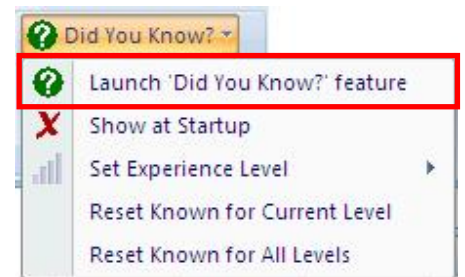 Did You Know?
Launch 'Did You Know?' feature
Show at Startup
Set Experience Level
Reset Known for Current Level
Reset Known for All Levels